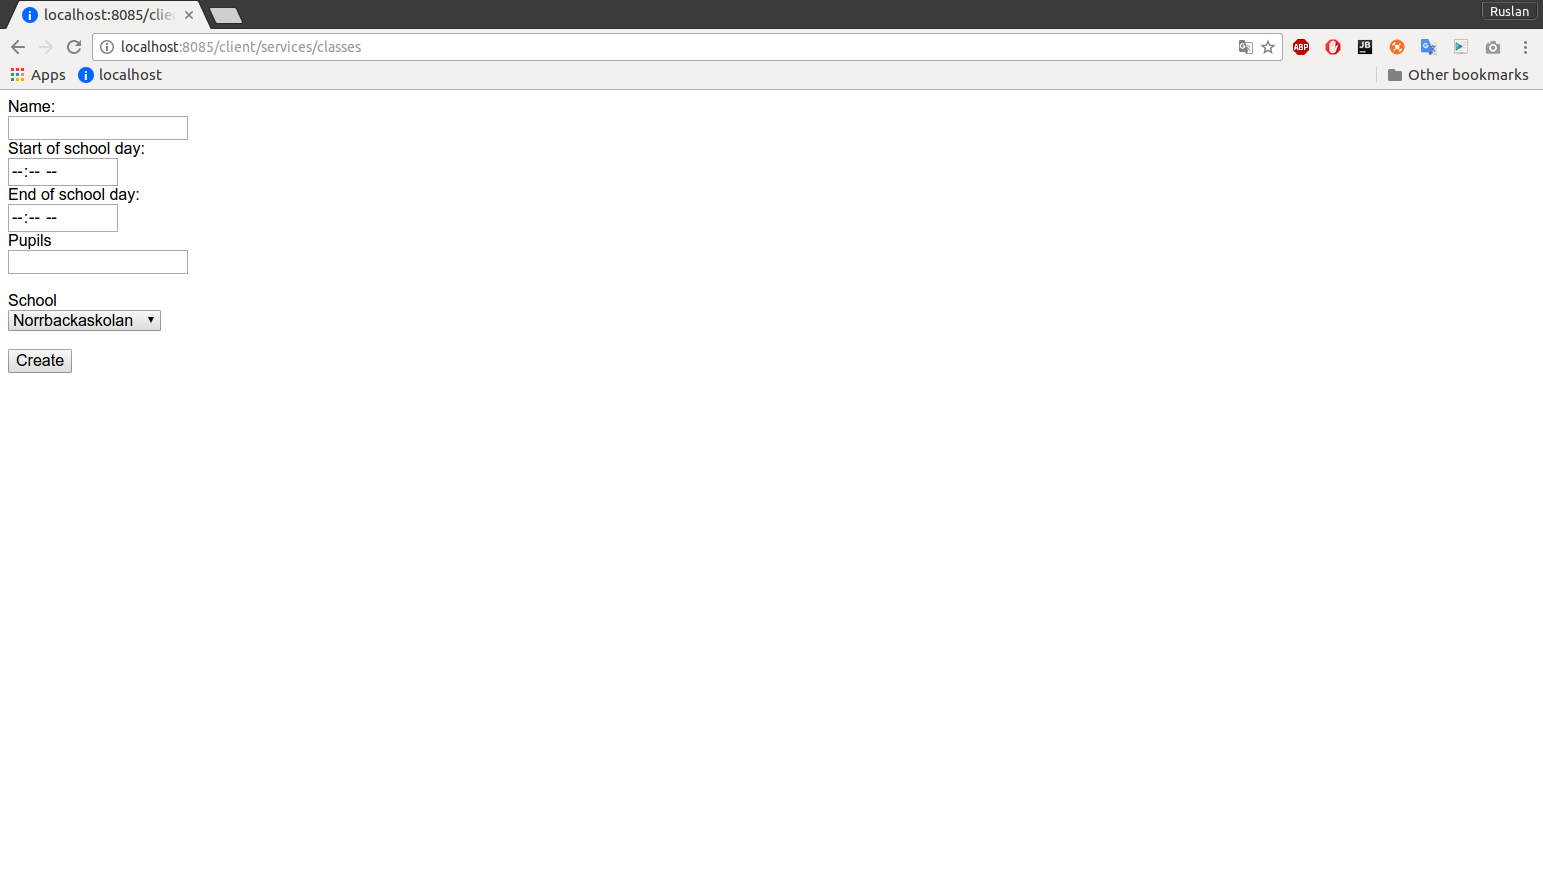 localhost:8085/clie
Ruslan
localhost:8085/client/services/classes
ABP
JB
Apps
localhost
Other bookmarks
Name:
Start of school day:
--:-- --
End of school day:
--:-- --
Pupils
School
Norrbackaskolan
Create